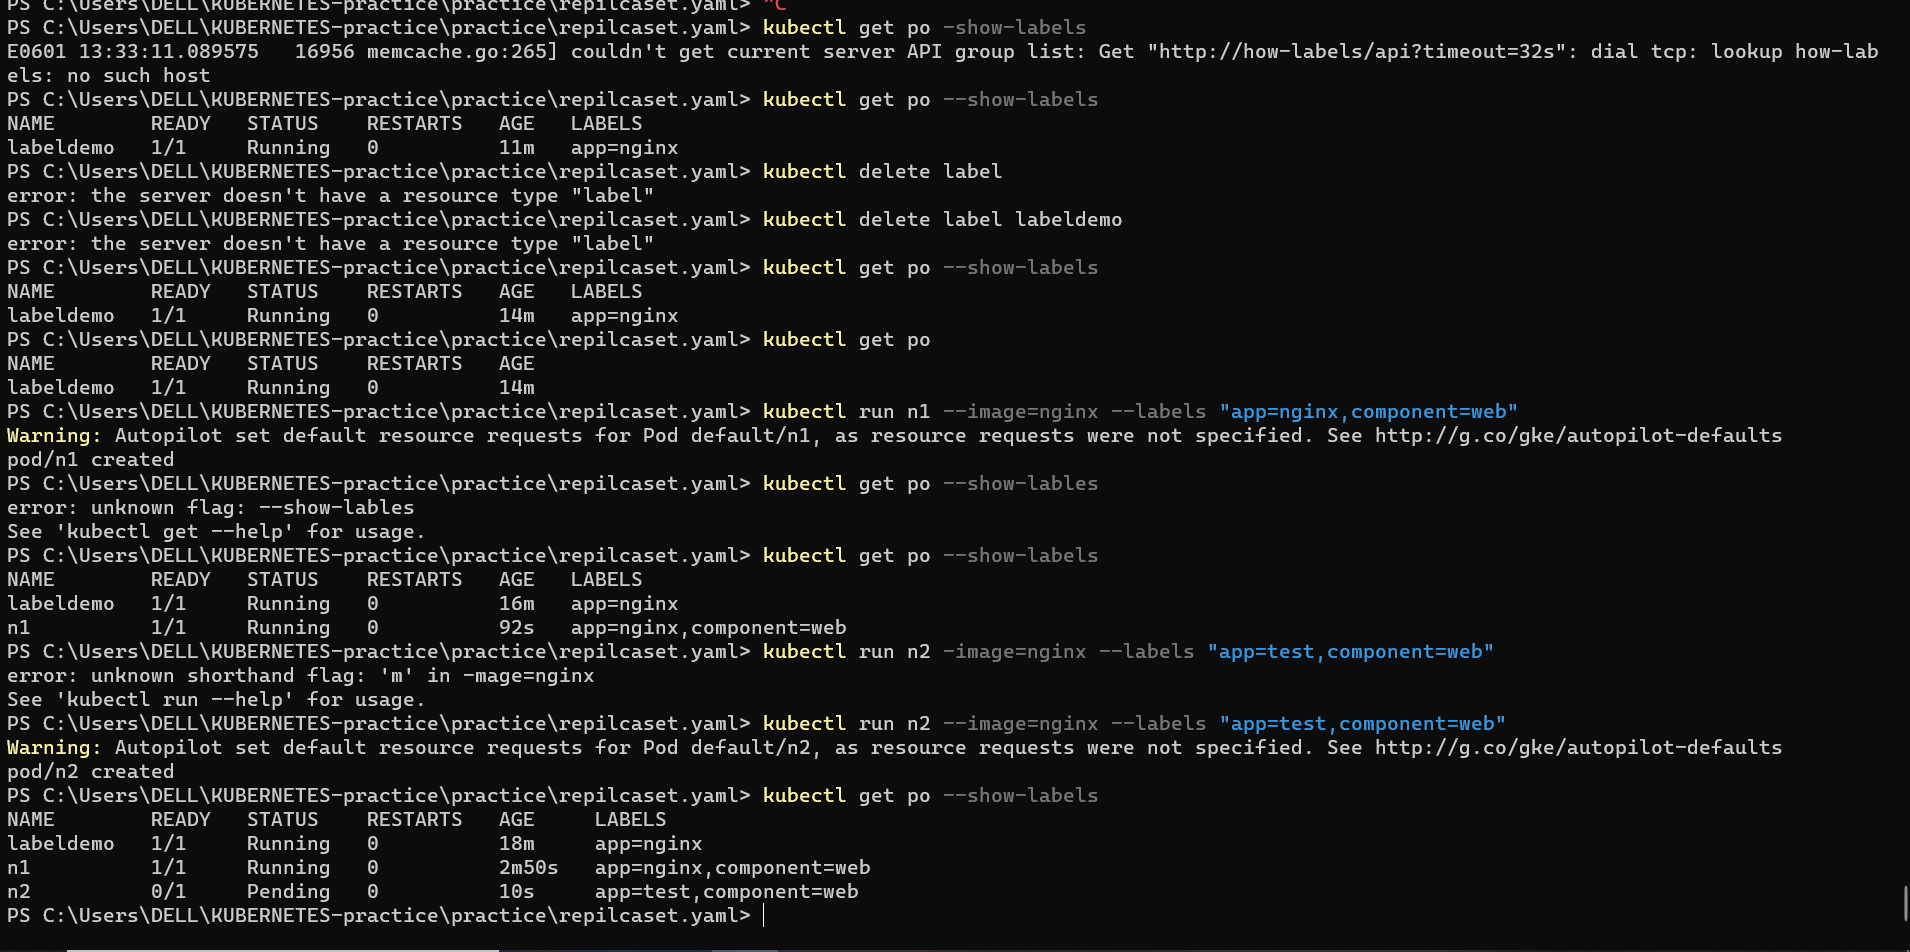 PS C:\Users\DELL\KUBERNETES-practice\practice\repilcaset.yaml> ^C
PS C:\Users\DELL\KUBERNETES-practice\practice\repilcaset.yaml> kubectl get po -show-labels
E0601 13:33:11.089575   16956 memcache.go:265] couldn't get current server API group list: Get "http://how-labels/api?timeout=32s": dial tcp: lookup how-lab
els: no such host
PS C:\Users\DELL\KUBERNETES-practice\practice\repilcaset.yaml> kubectl get po --show-labels
NAME        READY   STATUS    RESTARTS   AGE   LABELS
labeldemo   1/1     Running   0          11m   app=nginx
PS C:\Users\DELL\KUBERNETES-practice\practice\repilcaset.yaml> kubectl delete label
error: the server doesn't have a resource type "label"
PS C:\Users\DELL\KUBERNETES-practice\practice\repilcaset.yaml> kubectl delete label labeldemo
error: the server doesn't have a resource type "label"
PS C:\Users\DELL\KUBERNETES-practice\practice\repilcaset.yaml> kubectl get po --show-labels
NAME        READY   STATUS    RESTARTS   AGE   LABELS
labeldemo   1/1     Running   0          14m   app=nginx
PS C:\Users\DELL\KUBERNETES-practice\practice\repilcaset.yaml> kubectl get po
NAME        READY   STATUS    RESTARTS   AGE
labeldemo   1/1     Running   0          14m
PS C:\Users\DELL\KUBERNETES-practice\practice\repilcaset.yaml> kubectl run n1 --image=nginx --labels "app=nginx,component=web"
Warning: Autopilot set default resource requests for Pod default/n1, as resource requests were not specified. See http://g.co/gke/autopilot-defaults
pod/n1 created
PS C:\Users\DELL\KUBERNETES-practice\practice\repilcaset.yaml> kubectl get po --show-lables
error: unknown flag: --show-lables
See 'kubectl get --help' for usage.
PS C:\Users\DELL\KUBERNETES-practice\practice\repilcaset.yaml> kubectl get po --show-labels
NAME        READY   STATUS    RESTARTS   AGE   LABELS
labeldemo   1/1     Running   0          16m   app=nginx
n1          1/1     Running   0          92s   app=nginx,component=web
PS C:\Users\DELL\KUBERNETES-practice\practice\repilcaset.yaml> kubectl run n2 -image=nginx --labels "app=test,component=web"
error: unknown shorthand flag: 'm' in -mage=nginx
See 'kubectl run --help' for usage.
PS C:\Users\DELL\KUBERNETES-practice\practice\repilcaset.yaml> kubectl run n2 --image=nginx --labels "app=test,component=web"
Warning: Autopilot set default resource requests for Pod default/n2, as resource requests were not specified. See http://g.co/gke/autopilot-defaults
pod/n2 created
PS C:\Users\DELL\KUBERNETES-practice\practice\repilcaset.yaml> kubectl get po --show-labels
NAME        READY   STATUS    RESTARTS   AGE     LABELS
labeldemo   1/1     Running   0          18m     app=nginx
n1          1/1     Running   0          2m50s   app=nginx,component=web
n2          0/1     Pending   0          10s     app=test,component=web
PS C:\Users\DELL\KUBERNETES-practice\practice\repilcaset.yaml>